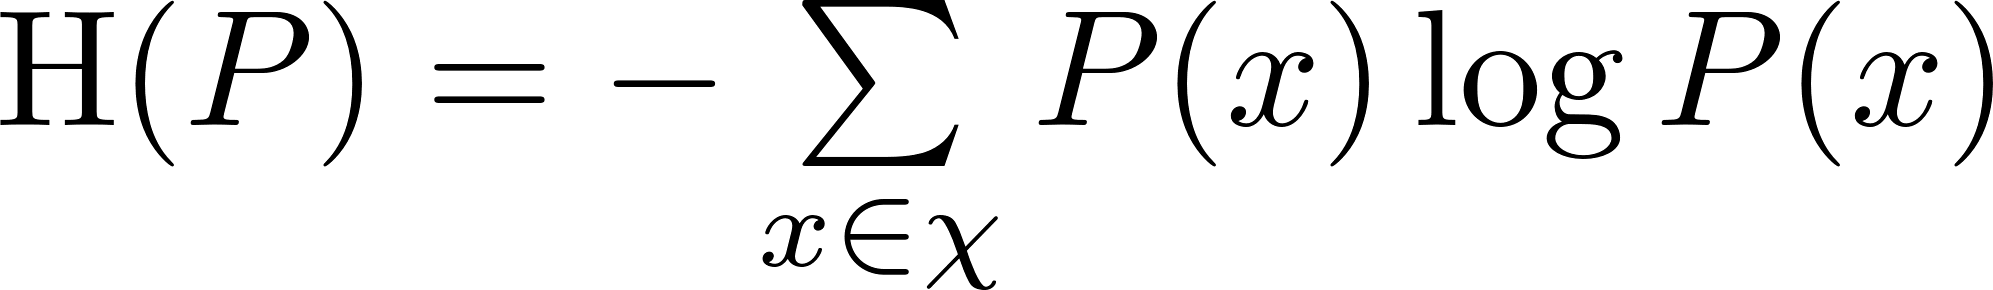 H(P) = − ∑ P(x) log P(x)
x∈χ